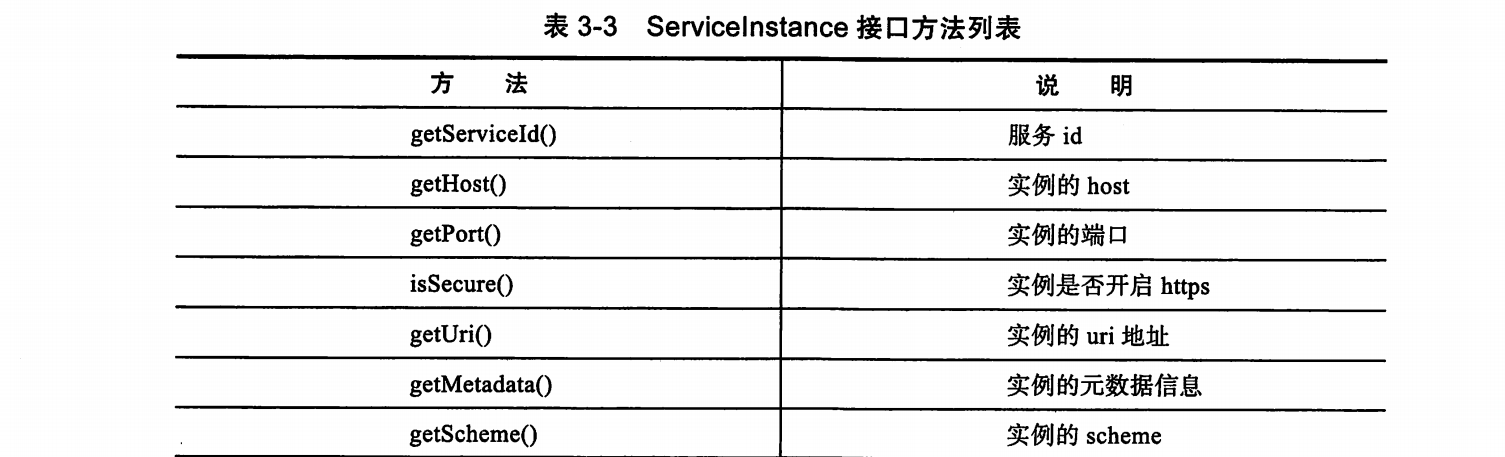 表 3-3 ServiceInstance 接口方法列表
方 法 说 明
getServiceId() 服务 id
getHost() 实例的 host
getPort() 实例的端口
isSecure() 实例是否开启 https
getUri() 实例的 uri 地址
getMetadata() 实例的元数据信息
getScheme() 实例的 scheme